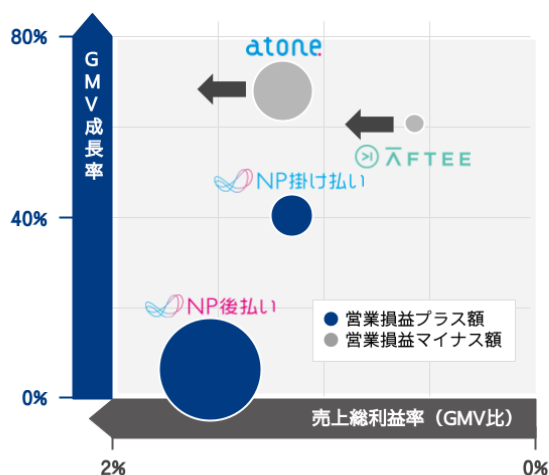 80%
GMV成長率
atone
AFTEE
NP掛け払い
40%
NP後払い
営業損益プラス額
営業損益マイナス額
0%
売上総利益率（GMV比）
2%
0%